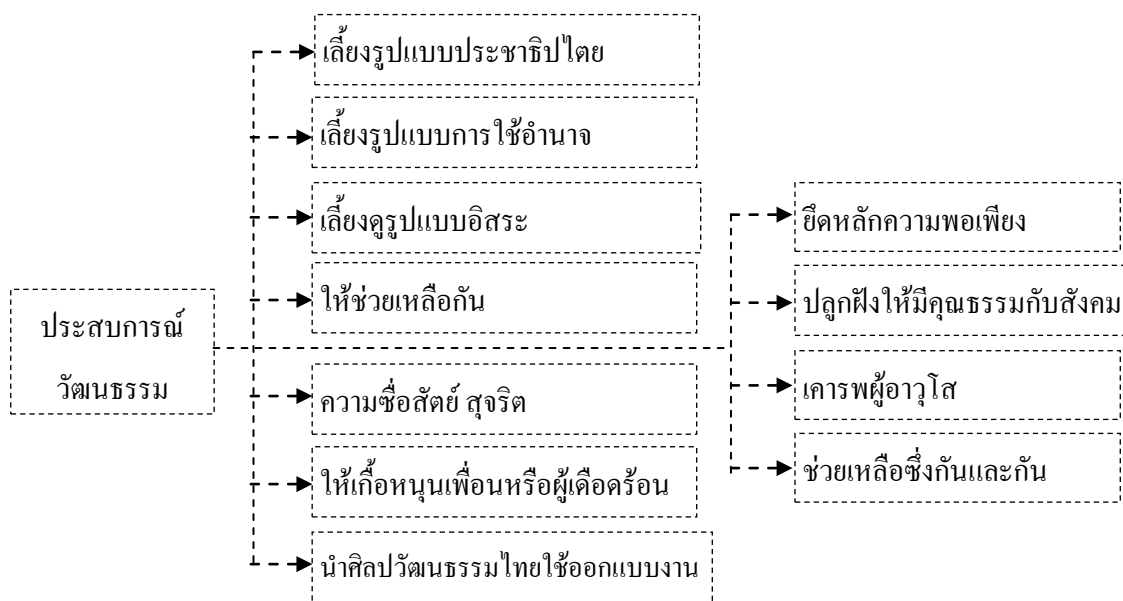 เลี้ยงรูปแบบประชาธิปไตย
เลี้ยงรูปแบบการใช้อำนาจ
เลี้ยงดูรูปแบบอิสระ
ให้ช่วยเหลือกัน
ประสบการณ์
วัฒนธรรม
ความซื่อสัตย์ สุจริต
ให้เกื้อหนุนเพื่อนหรือผู้เดือดร้อน
นำศิลปวัฒนธรรมไทยใช้ออกแบบงาน
ยึดหลักความพอเพียง
ปลูกฝังให้มีคุณธรรมกับสังคม
เคารพผู้อาวุโส
ช่วยเหลือซึ่งกันและกัน